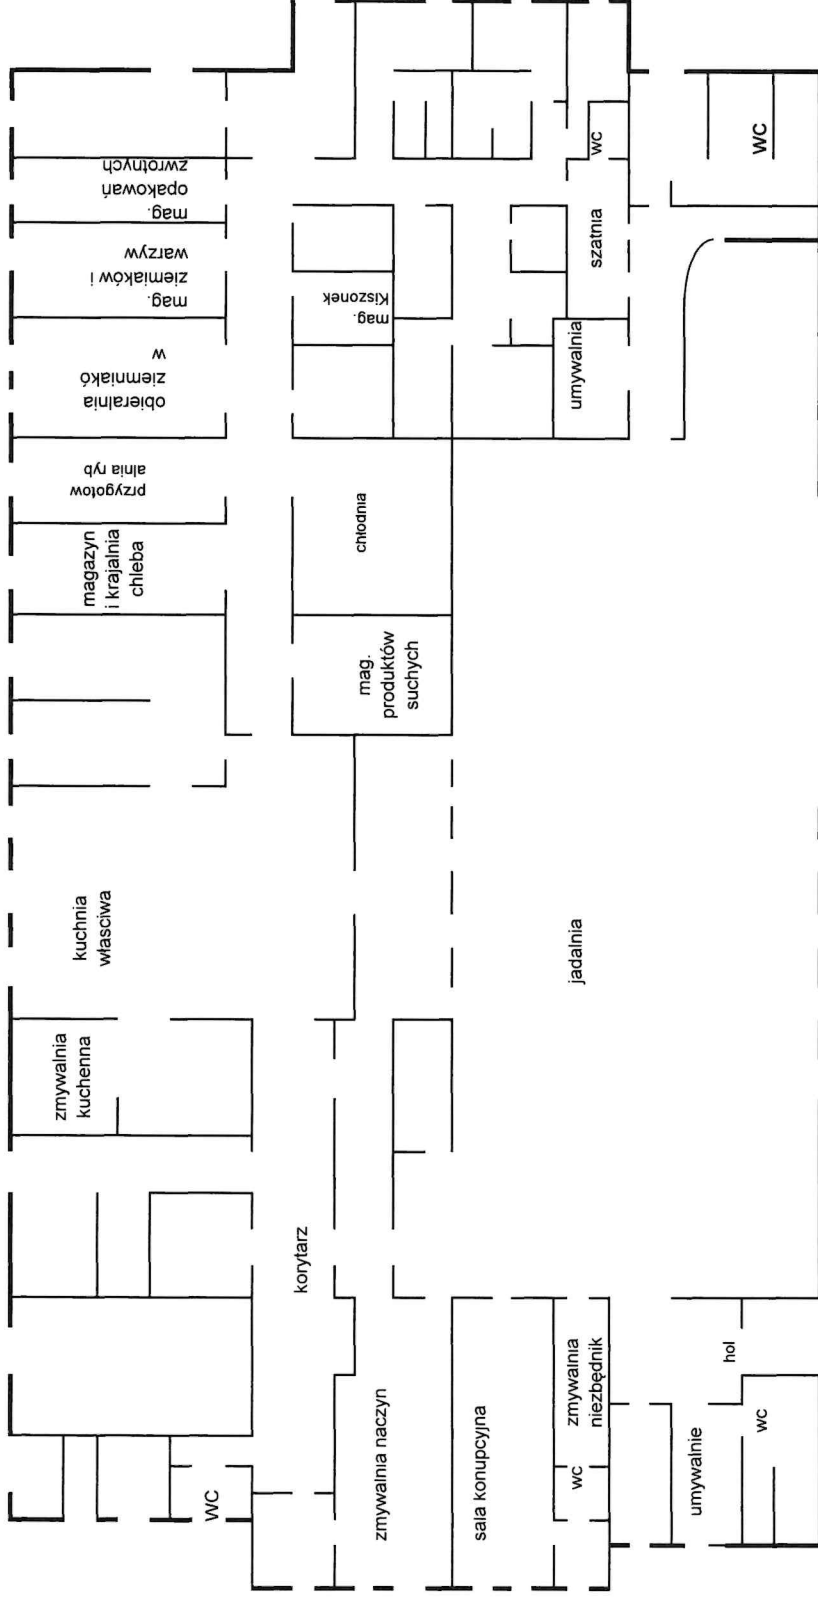 mag.
opakowań
zwrotnych
mag.
ziemiaków i
warzyw
obieralnia
ziemniakó
w
przygotow
alnia ryb
magazyn
i krajalnia
chleba
kuchnia
własciwa
zmywalnia
kuchenna
WC
mag.
Kiszonek
chłodnia
mag.
produktów
suchych
korytarz
zmywalnia naczyn
sala konupcyjna
wc
szatnia
umywalnia
jadalnia
zmywalnia
niezbędnik
wc
WC
hol
umywalnie
wc